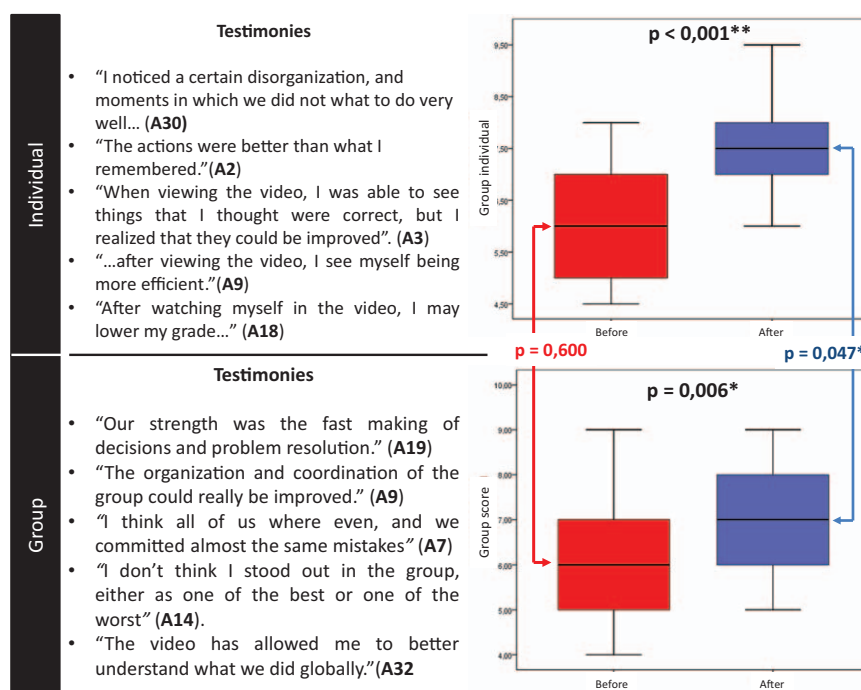 Individual
Testimonies
• “I noticed a certain disorganization, and
moments in which we did not what to do very
well… (A30)
• “The actions were better than what I
remembered.”(A2)
• “When viewing the video, I was able to see
things that I thought were correct, but I
realized that they could be improved”. (A3)
• “…after viewing the video, I see myself being
more efficient.”(A9)
• “After watching myself in the video, I may
lower my grade…” (A18)
p < 0,001**
Group individual
9,50
8,50
7,50
6,50
5,50
4,50
Before
After
p = 0,600
p = 0,047*
Group
Testimonies
• “Our strength was the fast making of
decisions and problem resolution.” (A19)
• “The organization and coordination of the
group could really be improved.” (A9)
• “I think all of us where even, and we
committed almost the same mistakes” (A7)
• “I don’t think I stood out in the group,
either as one of the best or one of the
worst” (A14).
• “The video has allowed me to better
understand what we did globally.”(A32
p = 0,006*
Group score
10,00
9,00
8,00
7,00
6,00
5,00
4,00
Before
After